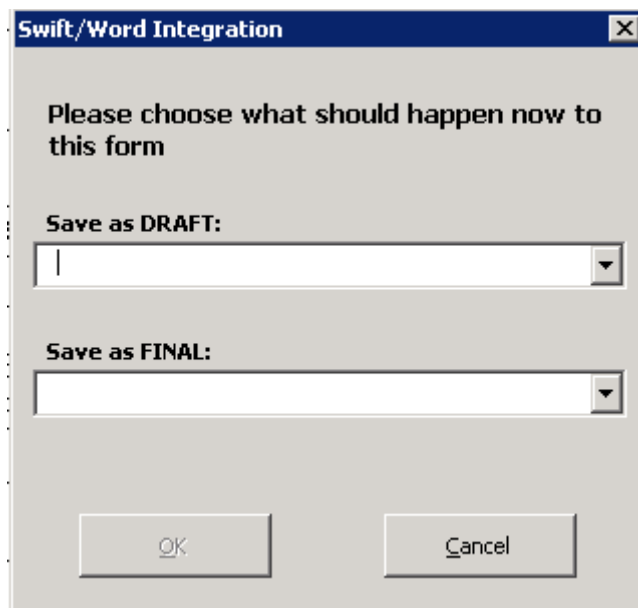 Swift/Word Integration
Please choose what should happen now to
this form
Save as DRAFT:
Save as FINAL:
OK
Cancel